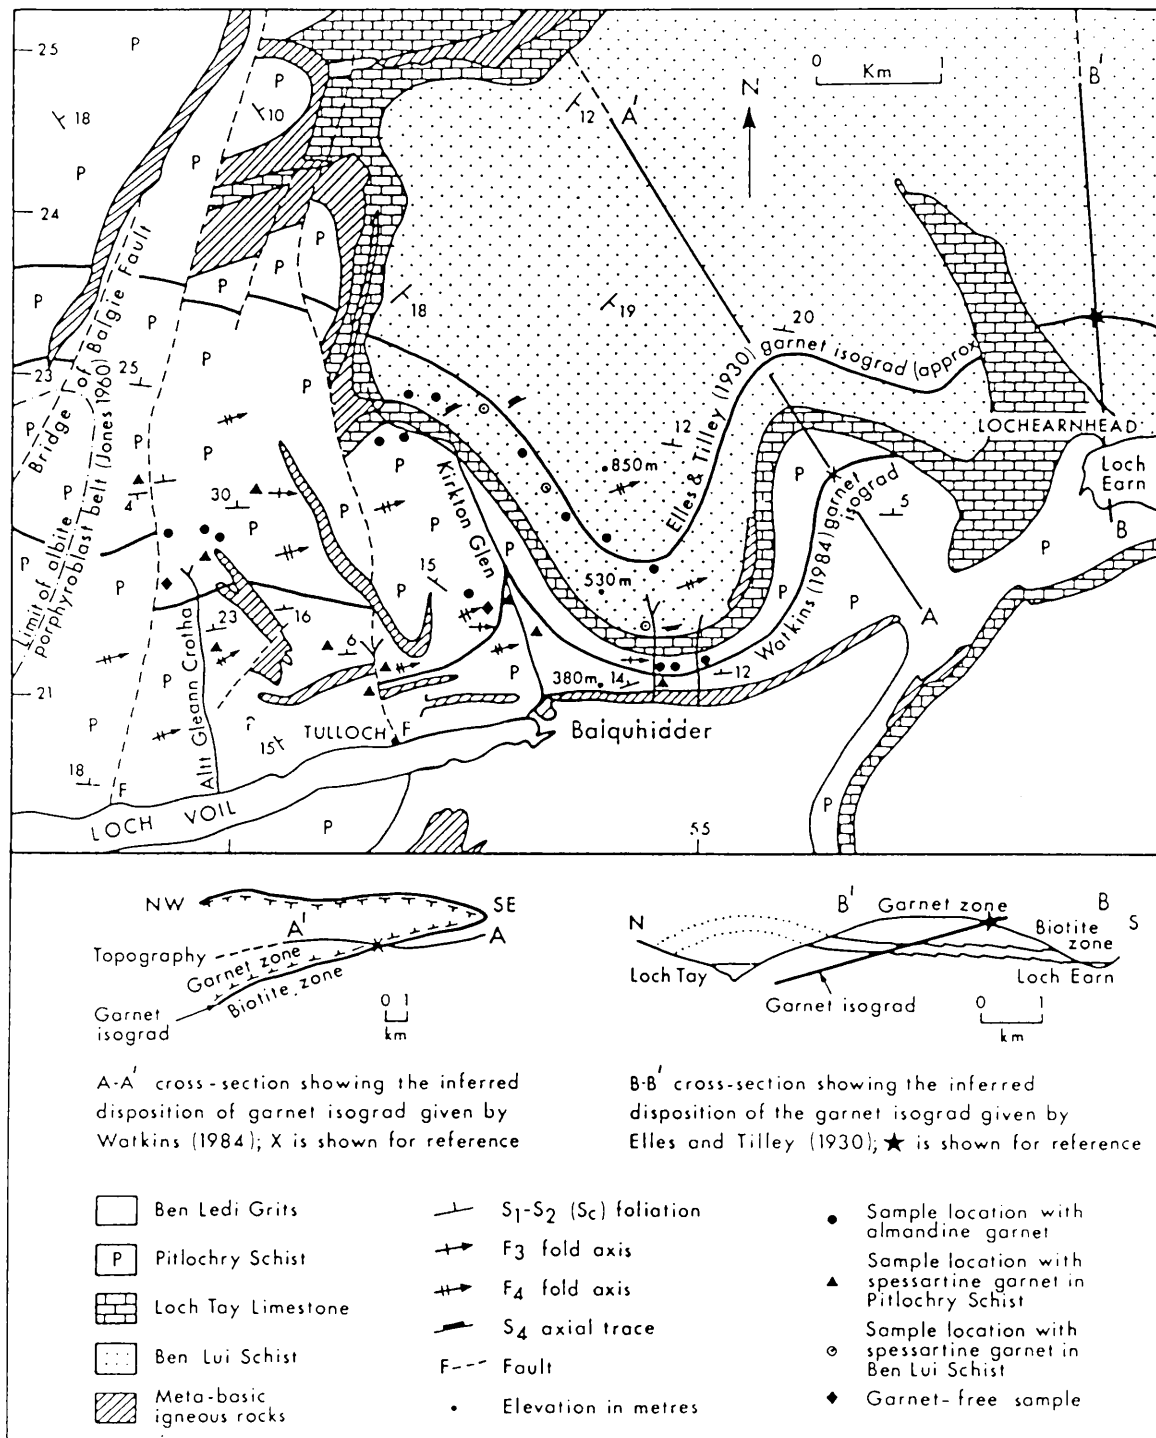 25
P
P
18
P
10
12
A'
N
0 1
Km
B'
P
P
24
P
P
P
P
P
18
19
20
Elles & Tilley (1930) garnet isograd (approx
23
25
P
P
Bridge of Balgie Fault
Limit of albite
porphyroblast belt (Jones 1960)
P
P
12
850m
LOCHEARNHEAD
Loch
Earn
B
P
P
Kirkton Glen
P
5
4
30
P
P
P
P
530m
15
P
P
P
P
A
23
16
6
P
P
P
P
Watkins (1984) garnet
isograd
12
14
380m
21
P
P
15
TULLOCH
F
Balquhidder
Allt Gleann Crotha
18
F
LOCH VOIL
P
55
P
NW
SE
A'
A
Topography
Garnet zone
Biotite zone
Garnet
isograd
0 1
km
N
B'
Garnet zone
B
Biotite
zone
S
Loch Tay
Loch Earn
Garnet isograd
0 1
km
A-A' cross-section showing the inferred
disposition of garnet isograd given by
Watkins (1984); X is shown for reference
B-B' cross-section showing the inferred
disposition of the garnet isograd given by
Elles and Tilley (1930); ★ is shown for reference
Ben Ledi Grits
P Pitlochry Schist
Loch Tay Limestone
Ben Lui Schist
Meta-basic
igneous rocks
S1-S2 (Sc) foliation
F3 fold axis
F4 fold axis
S4 axial trace
F Fault
Elevation in metres
Sample location with
almandine garnet
Sample location with
spessartine garnet in
Pitlochry Schist
Sample location with
spessartine garnet in
Ben Lui Schist
Garnet-free sample